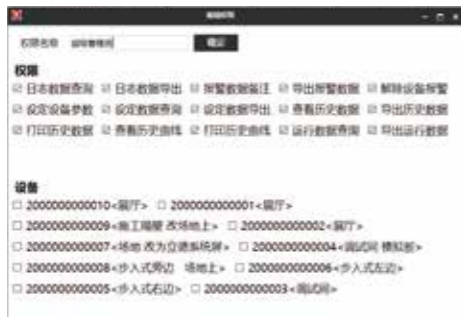 编辑权限
权限名称 超级管理员 确定
权限
日志数据查询 日志数据导出 报警数据备注 导出报警数据 解除设备报警
设定设备参数 设定数据查询 设定数据导出 查看历史数据 导出历史数据
打印历史数据 查看历史曲线 打印历史曲线 运行数据查询 导出运行数据
设备
2000000000010<展厅> 2000000000001<展厅>
2000000000009<施工隔壁 改场地上> 2000000000002<展厅>
2000000000007<场地 改为立德系统屏> 2000000000004<调试间 模拟舱>
2000000000008<步入式旁边 场地上> 2000000000006<步入式左边>
2000000000005<步入式右边> 2000000000003<调试间>